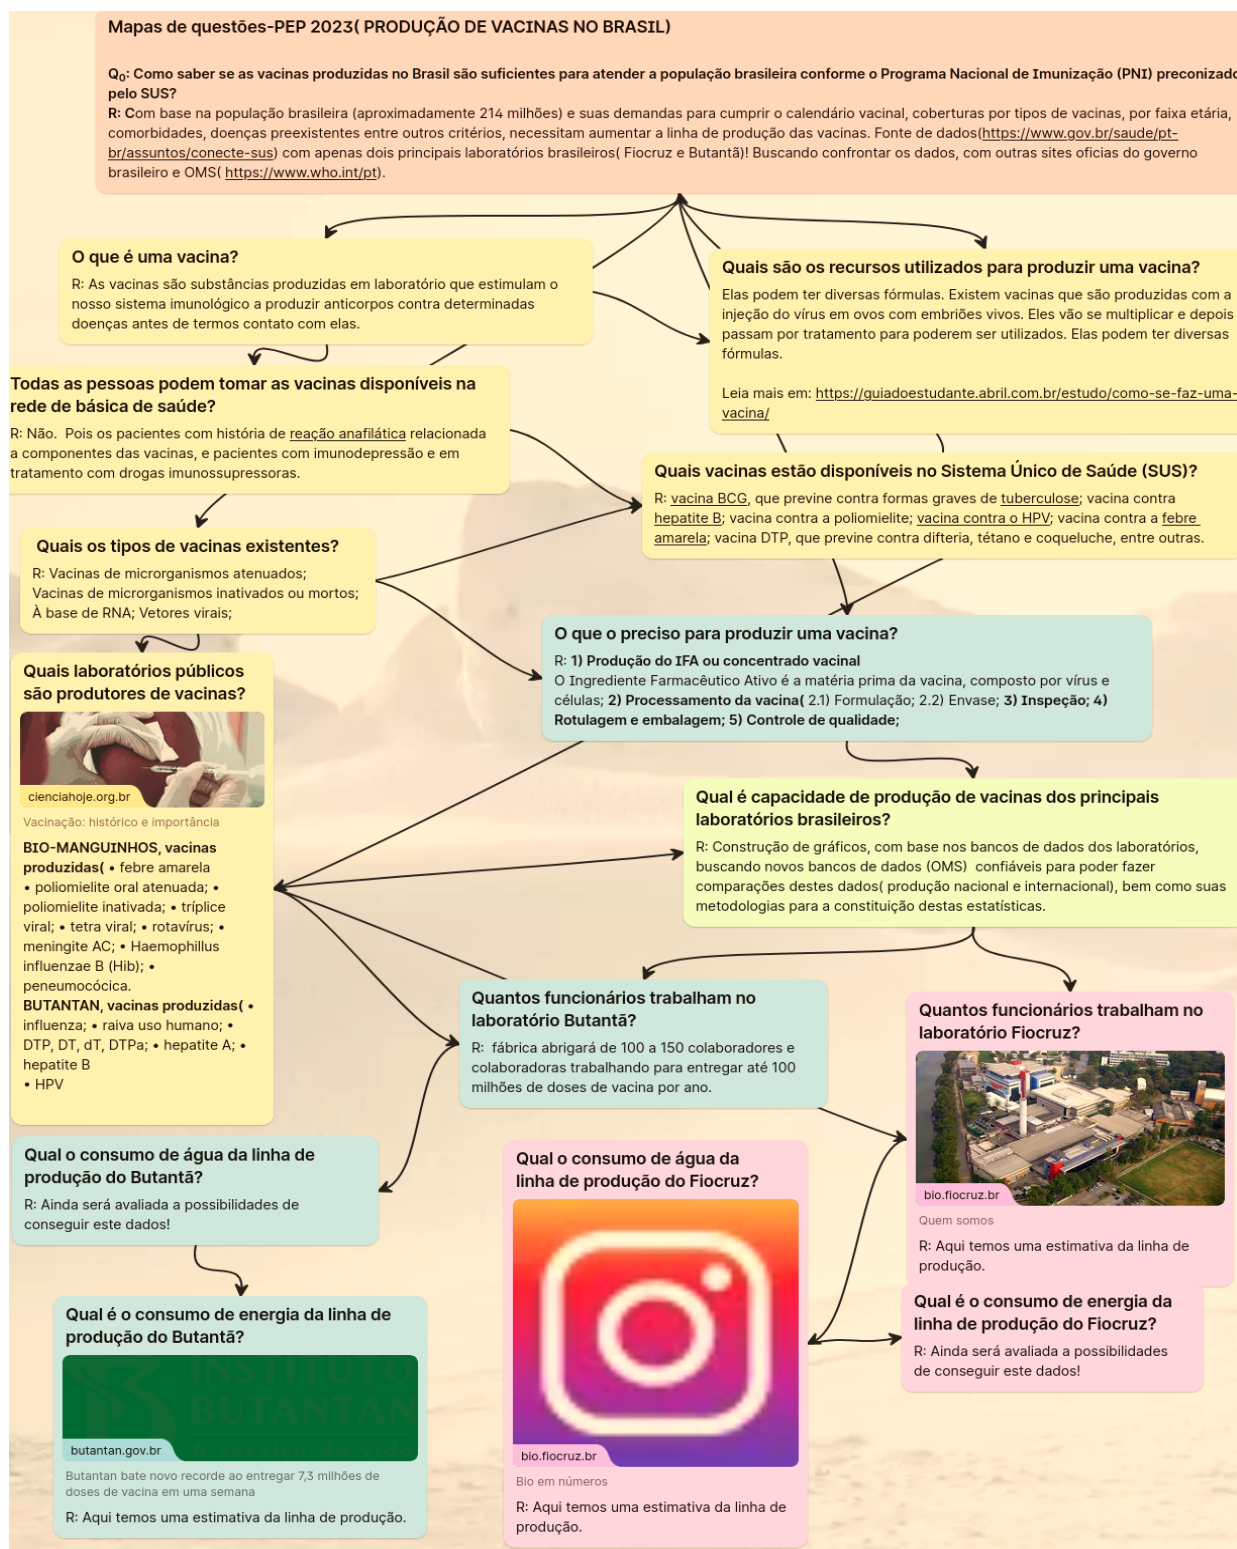 Mapas de questões-PEP 2023( PRODUÇÃO DE VACINAS NO BRASIL)
Q₀: Como saber se as vacinas produzidas no Brasil são suficientes para atender a população brasileira conforme o Programa Nacional de Imunização (PNI) preconizado
pelo SUS?
R: Com base na população brasileira (aproximadamente 214 milhões) e suas demandas para cumprir o calendário vacinal, coberturas por tipos de vacinas, por faixa etária,
comorbidades, doenças preexistentes entre outros critérios, necessitam aumentar a linha de produção das vacinas. Fonte de dados(https://www.gov.br/saude/pt-
br/assuntos/conecte-sus) com apenas dois principais laboratórios brasileiros( Fiocruz e Butantã)! Buscando confrontar os dados, com outras sites oficias do governo
brasileiro e OMS( https://www.who.int/pt).
O que é uma vacina?
R: As vacinas são substâncias produzidas em laboratório que estimulam o
nosso sistema imunológico a produzir anticorpos contra determinadas
doenças antes de termos contato com elas.
Quais são os recursos utilizados para produzir uma vacina?
Elas podem ter diversas fórmulas. Existem vacinas que são produzidas com a
injeção do vírus em ovos com embriões vivos. Eles vão se multiplicar e depois
passam por tratamento para poderem ser utilizados. Elas podem ter diversas
fórmulas.
Leia mais em: https://guiadoestudante.abril.com.br/estudo/como-se-faz-uma-
vacina/
Todas as pessoas podem tomar as vacinas disponíveis na
rede de básica de saúde?
R: Não.  Pois os pacientes com história de reação anafilática relacionada
a componentes das vacinas, e pacientes com imunodepressão e em
tratamento com drogas imunossupressoras.
Quais vacinas estão disponíveis no Sistema Único de Saúde (SUS)?
R: vacina BCG, que previne contra formas graves de tuberculose; vacina contra
hepatite B; vacina contra a poliomielite; vacina contra o HPV; vacina contra a febre
amarela; vacina DTP, que previne contra difteria, tétano e coqueluche, entre outras.
Quais os tipos de vacinas existentes?
R: Vacinas de microrganismos atenuados;
Vacinas de microrganismos inativados ou mortos;
À base de RNA; Vetores virais;
O que o preciso para produzir uma vacina?
R: 1) Produção do IFA ou concentrado vacinal
O Ingrediente Farmacêutico Ativo é a matéria prima da vacina, composto por vírus e
células; 2) Processamento da vacina( 2.1) Formulação; 2.2) Envase; 3) Inspeção; 4)
Rotulagem e embalagem; 5) Controle de qualidade;
Quais laboratórios públicos
são produtores de vacinas?
cienciahoje.org.br
Vacinação: histórico e importância
BIO-MANGUINHOS, vacinas
produzidas( • febre amarela
• poliomielite oral atenuada; •
poliomielite inativada; • tríplice
viral; • tetra viral; • rotavírus; •
meningite AC; • Haemophillus
influenzae B (Hib); •
peneumocócica.
BUTANTAN, vacinas produzidas( •
influenza; • raiva uso humano; •
DTP, DT, dT, DTPa; • hepatite A; •
hepatite B
• HPV
Qual é capacidade de produção de vacinas dos principais
laboratórios brasileiros?
R: Construção de gráficos, com base nos bancos de dados dos laboratórios,
buscando novos bancos de dados (OMS)  confiáveis para poder fazer
comparações destes dados( produção nacional e internacional), bem como suas
metodologias para a constituição destas estatísticas.
Quantos funcionários trabalham no
laboratório Butantã?
R:  fábrica abrigará de 100 a 150 colaboradores e
colaboradoras trabalhando para entregar até 100
milhões de doses de vacina por ano.
Quantos funcionários trabalham no
laboratório Fiocruz?
bio.fiocruz.br
Quem somos
R: Aqui temos uma estimativa da linha de
produção.
Qual o consumo de água da linha de
produção do Butantã?
R: Ainda será avaliada a possibilidades de
conseguir este dados!
Qual o consumo de água da
linha de produção do Fiocruz?
bio.fiocruz.br
Bio em números
R: Aqui temos uma estimativa da linha de
produção.
Qual é o consumo de energia da
linha de produção do Fiocruz?
R: Ainda será avaliada a possibilidades
de conseguir este dados!
Qual é o consumo de energia da linha de
produção do Butantã?
INSTITUTO
BUTANTAN
A serviço da vida
butantan.gov.br
Butantan bate novo recorde ao entregar 7,3 milhões de
doses de vacina em uma semana
R: Aqui temos uma estimativa da linha de produção.